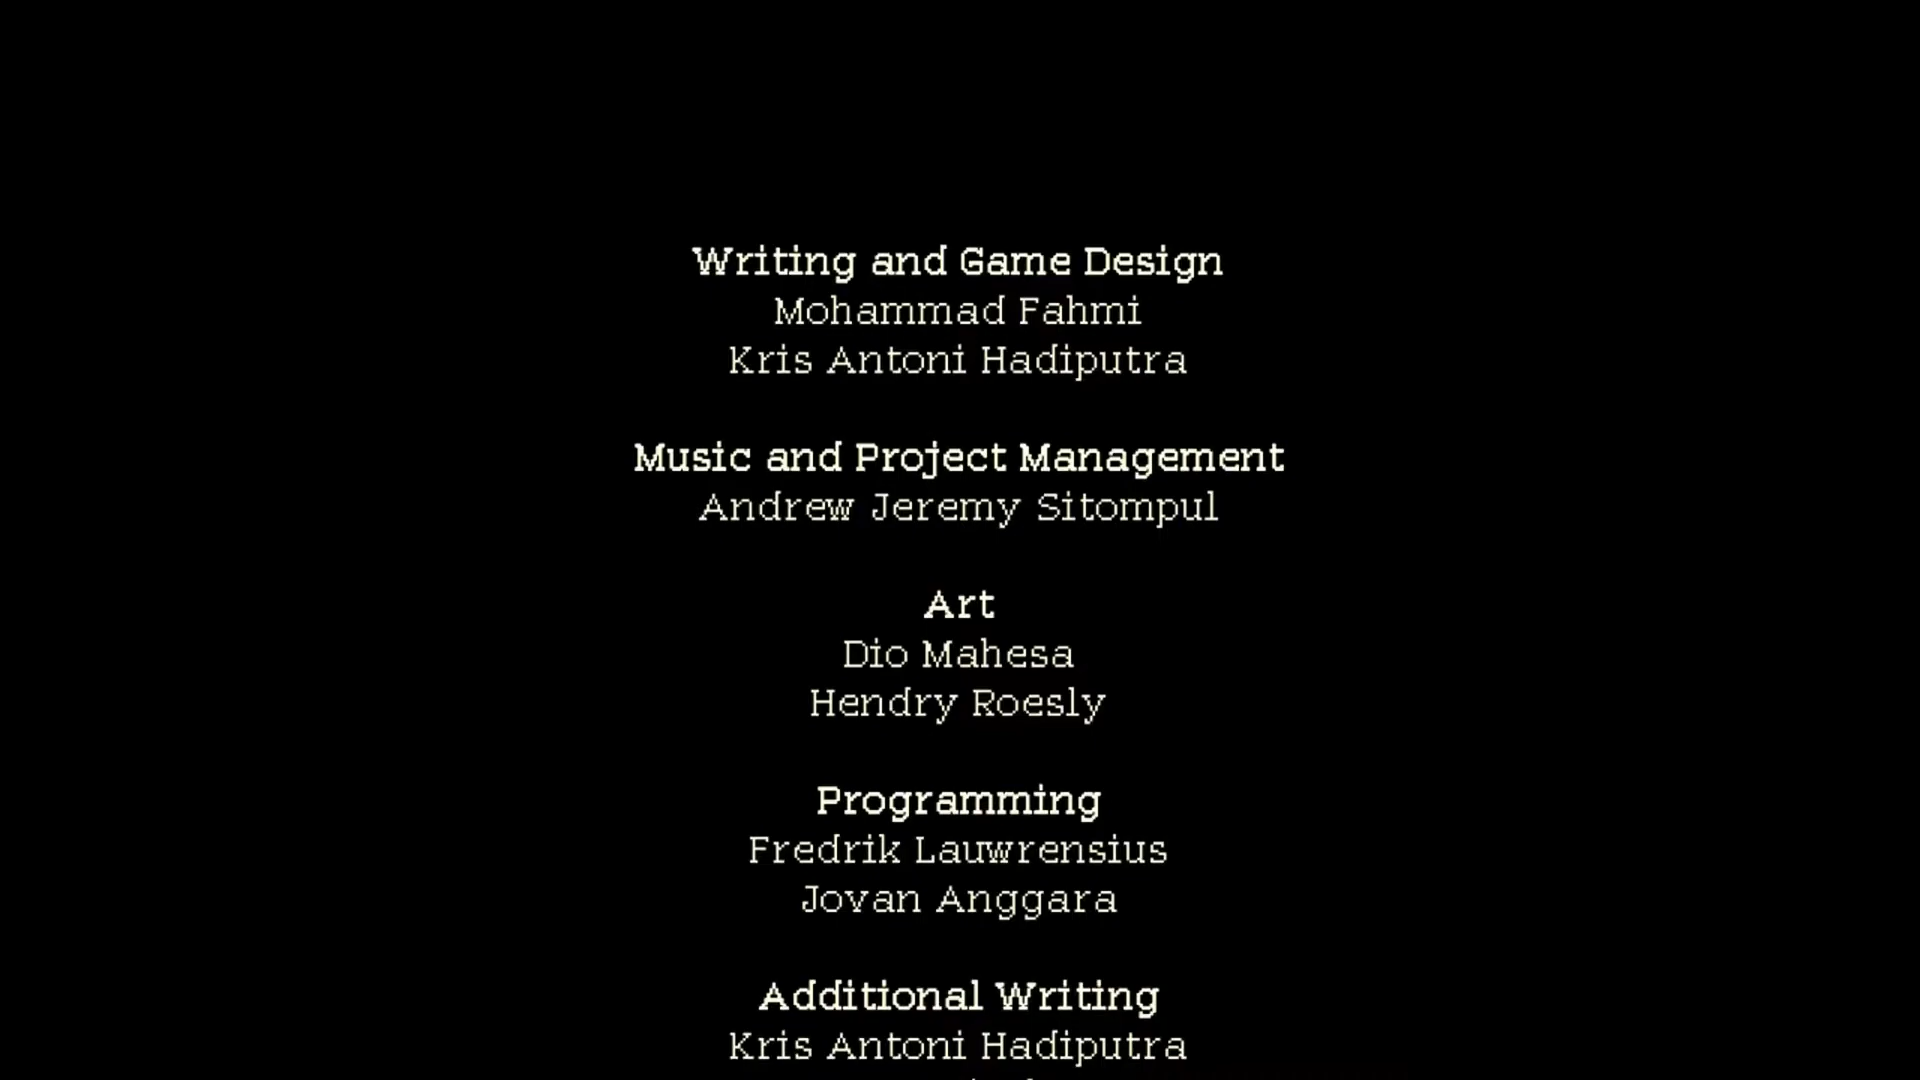 Writing and Game Design
Mohammad Fahmi
Kris Antoni Hadiputra
Music and Project Management
Andrew Jeremy Sitompul
Art
Dio Mahesa
Hendry Roesly
Programming
Fredrik Lauwrensius
Jovan Anggara
Additional Writing
Kris Antoni Hadiputra